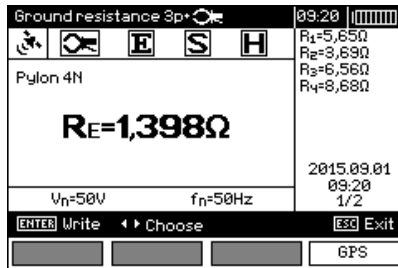 Ground resistance 3p+
09:20
E S H
R1=5,65Ω
R2=3,69Ω
R3=6,56Ω
R4=8,68Ω
Pylon 4N
RE=1,398Ω
2015.09.01
09:20
1/2
Vn=50V fn=50Hz
ENTER Write Choose ESC Exit
GPS